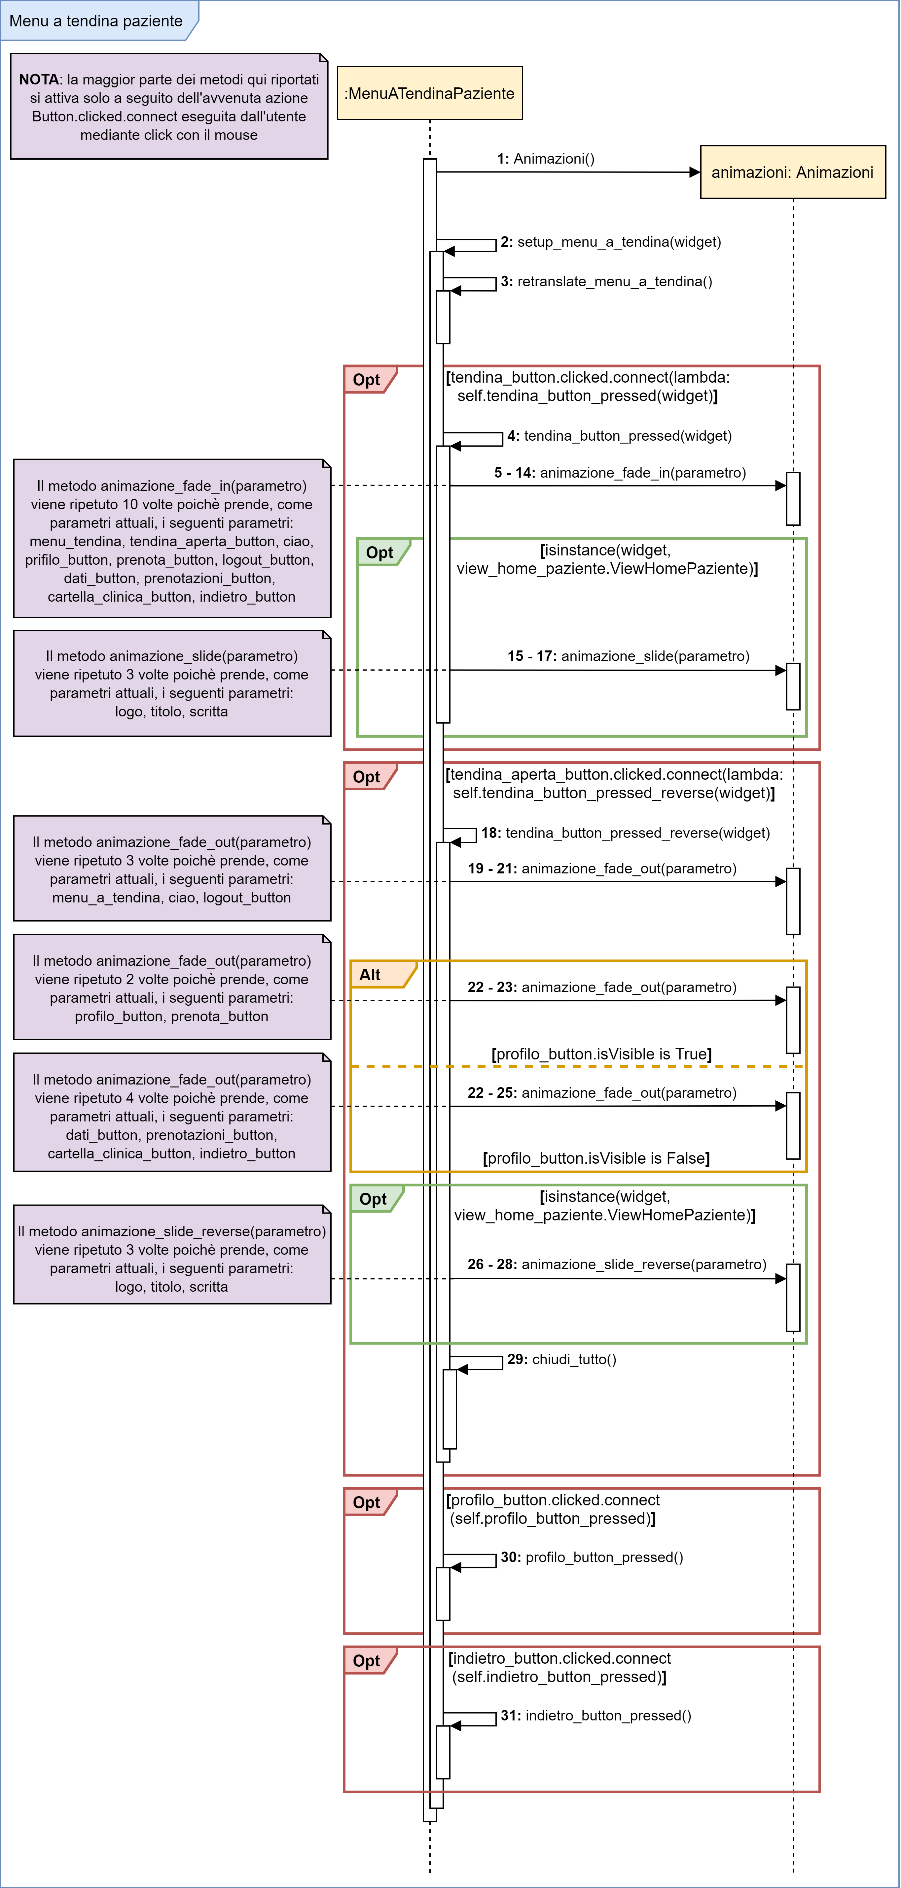 Menu a tendina paziente
NOTA: la maggior parte dei metodi qui riportati
si attiva solo a seguito dell'avvenuta azione
Button.clicked.connect eseguita dall'utente
mediante click con il mouse
:MenuATendinaPaziente
1: Animazioni()
animazioni: Animazioni
2: setup_menu_a_tendina(widget)
3: retranslate_menu_a_tendina()
Opt
[tendina_button.clicked.connect(lambda:
self.tendina_button_pressed(widget)]
4: tendina_button_pressed(widget)
5 - 14: animazione_fade_in(parametro)
Il metodo animazione_fade_in(parametro)
viene ripetuto 10 volte poichè prende, come
parametri attuali, i seguenti parametri:
menu_tendina, tendina_aperta_button, ciao,
prifilo_button, prenota_button, logout_button,
dati_button, prenotazioni_button,
cartella_clinica_button, indietro_button
Opt
[isinstance(widget,
view_home_paziente.ViewHomePaziente)]
Il metodo animazione_slide(parametro)
viene ripetuto 3 volte poichè prende, come
parametri attuali, i seguenti parametri:
logo, titolo, scritta
15 - 17: animazione_slide(parametro)
Opt
[tendina_aperta_button.clicked.connect(lambda:
self.tendina_button_pressed_reverse(widget)]
18: tendina_button_pressed_reverse(widget)
Il metodo animazione_fade_out(parametro)
viene ripetuto 3 volte poichè prende, come
parametri attuali, i seguenti parametri:
menu_a_tendina, ciao, logout_button
19 - 21: animazione_fade_out(parametro)
Il metodo animazione_fade_out(parametro)
viene ripetuto 2 volte poichè prende, come
parametri attuali, i seguenti parametri:
profilo_button, prenota_button
Alt
22 - 23: animazione_fade_out(parametro)
[profilo_button.isVisible is True]
Il metodo animazione_fade_out(parametro)
viene ripetuto 4 volte poichè prende, come
parametri attuali, i seguenti parametri:
dati_button, prenotazioni_button,
cartella_clinica_button, indietro_button
22 - 25: animazione_fade_out(parametro)
[profilo_button.isVisible is False]
Opt
[isinstance(widget,
view_home_paziente.ViewHomePaziente)]
Il metodo animazione_slide_reverse(parametro)
viene ripetuto 3 volte poichè prende, come
parametri attuali, i seguenti parametri:
logo, titolo, scritta
26 - 28: animazione_slide_reverse(parametro)
29: chiudi_tutto()
Opt
[profilo_button.clicked.connect
(self.profilo_button_pressed)]
30: profilo_button_pressed()
Opt
[indietro_button.clicked.connect
(self.indietro_button_pressed)]
31: indietro_button_pressed()